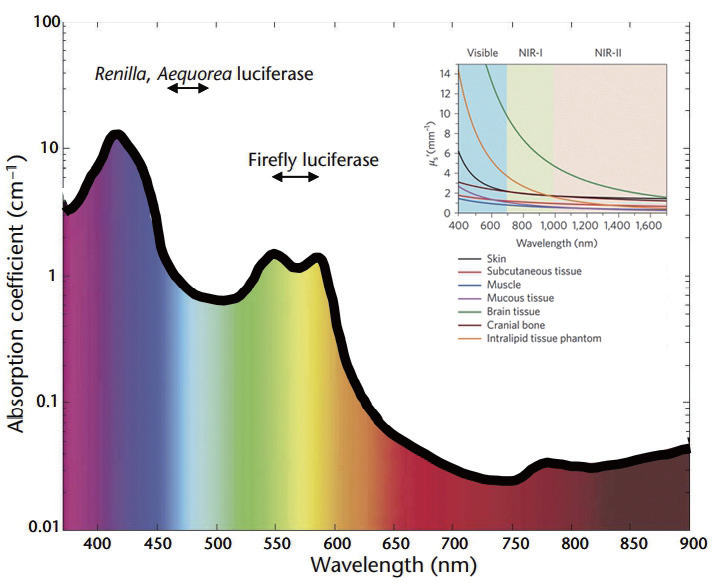 100
10
1
0.1
0.01
Absorption coefficient (cm⁻¹)
Renilla, Aequorea luciferase
Firefly luciferase
400 450 500 550 600 650 700 750 800 850 900
Wavelength (nm)
Visible NIR-I NIR-II
14
12
10
8
6
4
2
0
μs′(mm⁻¹)
400 600 800 1,000 1,200 1,400 1,600
Wavelength (nm)
Skin
Subcutaneous tissue
Muscle
Mucous tissue
Brain tissue
Cranial bone
Intralipid tissue phantom